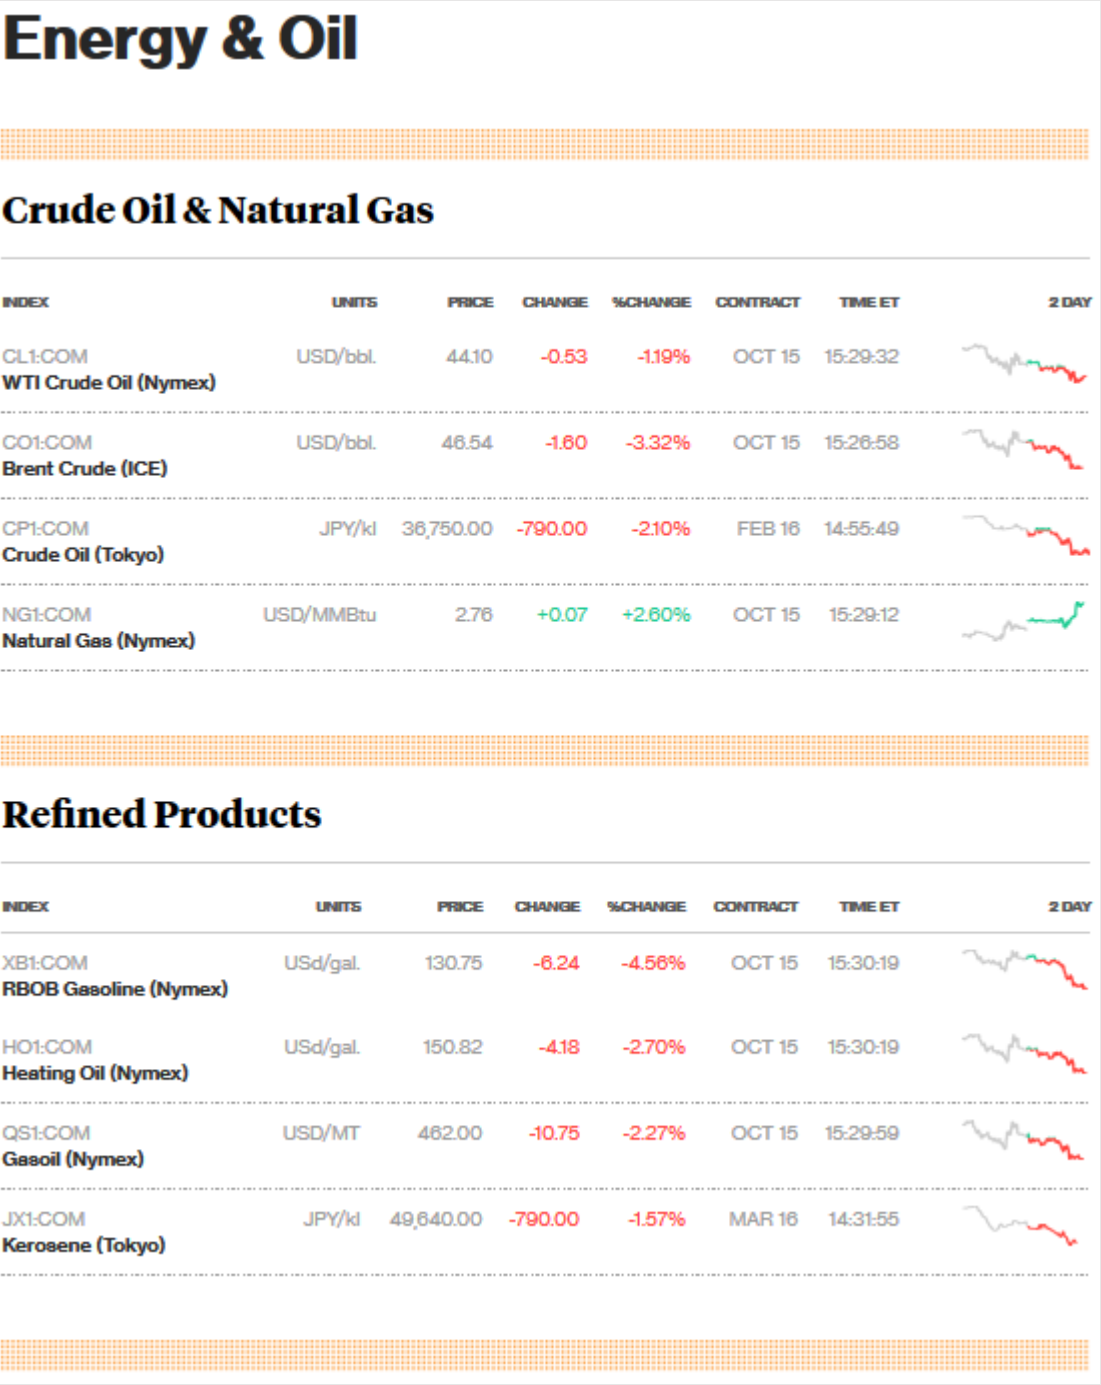 Energy & Oil
Crude Oil & Natural Gas
INDEX UNITS PRICE CHANGE %CHANGE CONTRACT TIME ET 2 DAY
CL1:COM USD/bbl. 44.10 -0.53 -1.19% OCT 15 15:29:32
WTI Crude Oil (Nymex)
CO1:COM USD/bbl. 46.54 -1.60 -3.32% OCT 15 15:26:58
Brent Crude (ICE)
CP1:COM JPY/kl 36,750.00 -790.00 -2.10% FEB 16 14:55:49
Crude Oil (Tokyo)
NG1:COM USD/MMBtu 2.76 +0.07 +2.60% OCT 15 15:29:12
Natural Gas (Nymex)
Refined Products
INDEX UNITS PRICE CHANGE %CHANGE CONTRACT TIME ET 2 DAY
XB1:COM USd/gal. 130.75 -6.24 -4.56% OCT 15 15:30:19
RBOB Gasoline (Nymex)
HO1:COM USd/gal. 150.82 -4.18 -2.70% OCT 15 15:30:19
Heating Oil (Nymex)
QS1:COM USD/MT 462.00 -10.75 -2.27% OCT 15 15:29:59
Gasoil (Nymex)
JX1:COM JPY/kl 49,640.00 -790.00 -1.57% MAR 16 14:31:55
Kerosene (Tokyo)